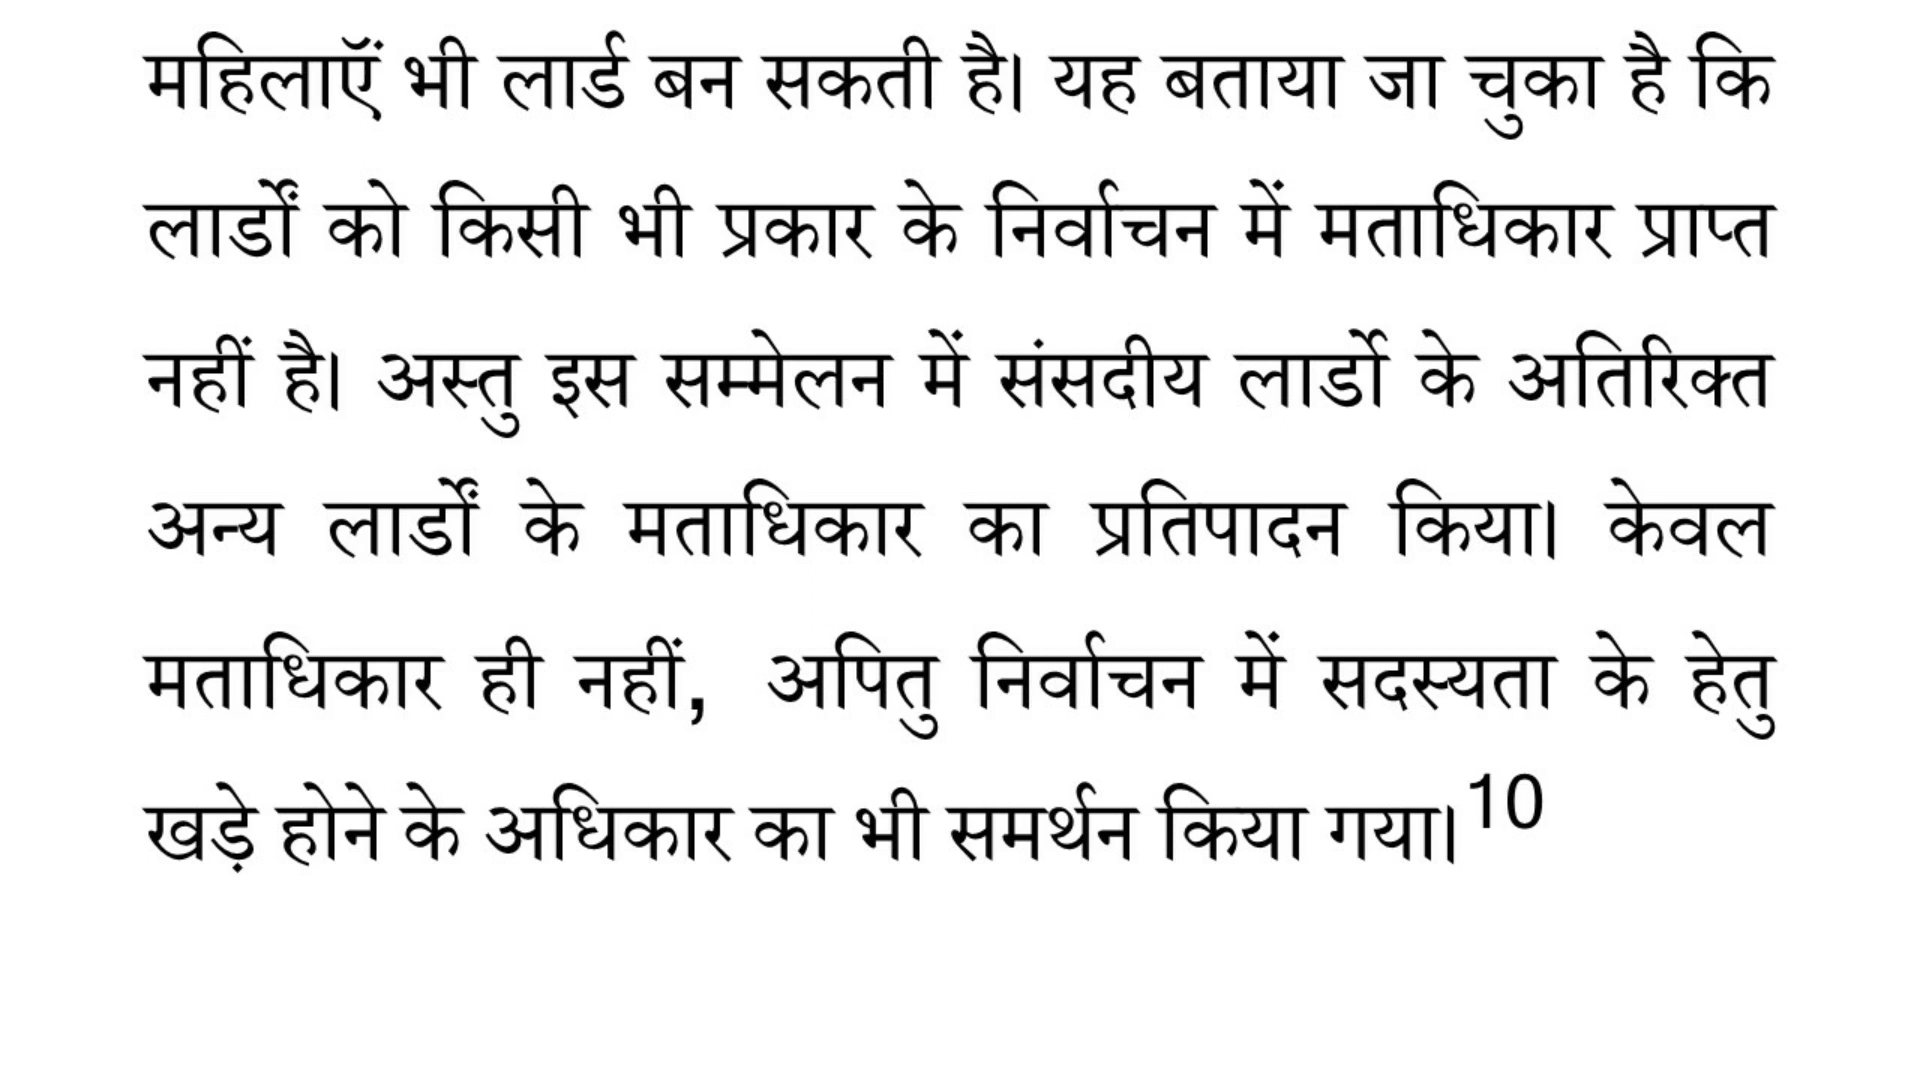 महिलाऍं भी लार्ड बन सकती है। यह बताया जा चुका है कि
लार्डों को किसी भी प्रकार के निर्वाचन में मताधिकार प्राप्त
नहीं है। अस्तु इस सम्मेलन में संसदीय लार्डो के अतिरिक्त
अन्य लार्डों के मताधिकार का प्रतिपादन किया। केवल
मताधिकार ही नहीं, अपितु निर्वाचन में सदस्यता के हेतु
खड़े होने के अधिकार का भी समर्थन किया गया।10